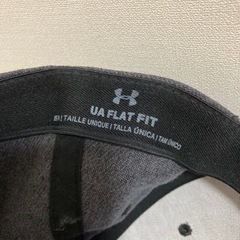 UA FLAT FIT
TAILLE UNIQUE | TALLA ÚNICA | TAM ÚNICO